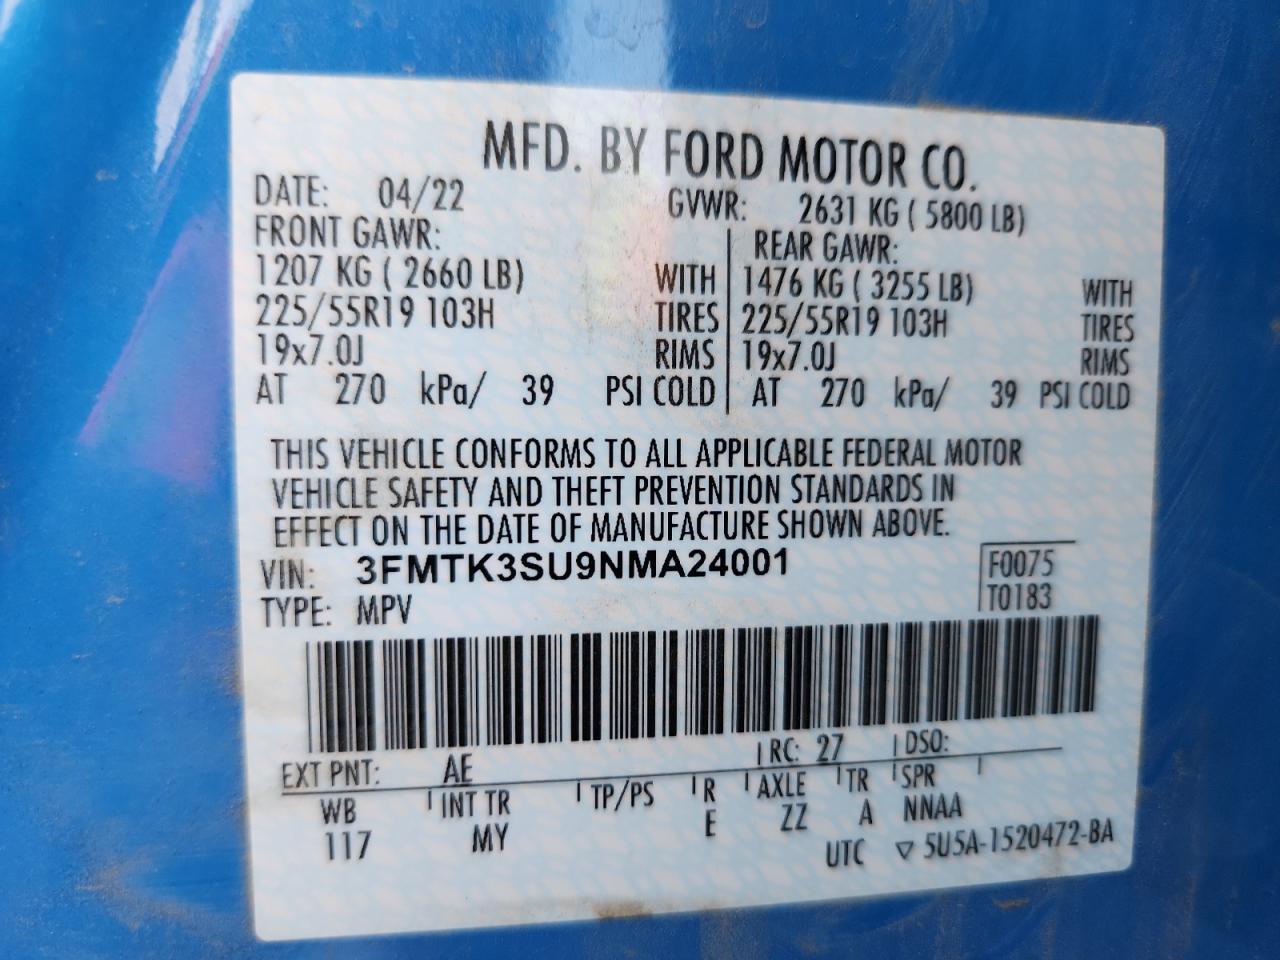 MFD. BY FORD MOTOR CO.
DATE: 04/22 GVWR: 2631 KG ( 5800 LB)
FRONT GAWR: REAR GAWR:
1207 KG ( 2660 LB) WITH 1476 KG ( 3255 LB) WITH
225/55R19 103H TIRES 225/55R19 103H TIRES
19x7.0J RIMS 19x7.0J RIMS
AT 270 kPa/ 39 PSI COLD AT 270 kPa/ 39 PSI COLD
THIS VEHICLE CONFORMS TO ALL APPLICABLE FEDERAL MOTOR
VEHICLE SAFETY AND THEFT PREVENTION STANDARDS IN
EFFECT ON THE DATE OF MANUFACTURE SHOWN ABOVE.
VIN: 3FMTK3SU9NMA24001 F0075
TYPE: MPV T0183
EXT PNT: AE RC: 27 DSO:
WB INT TR TP/PS R AXLE TR SPR
117 MY E ZZ A NNAA
UTC ▽ 5U5A-1520472-BA